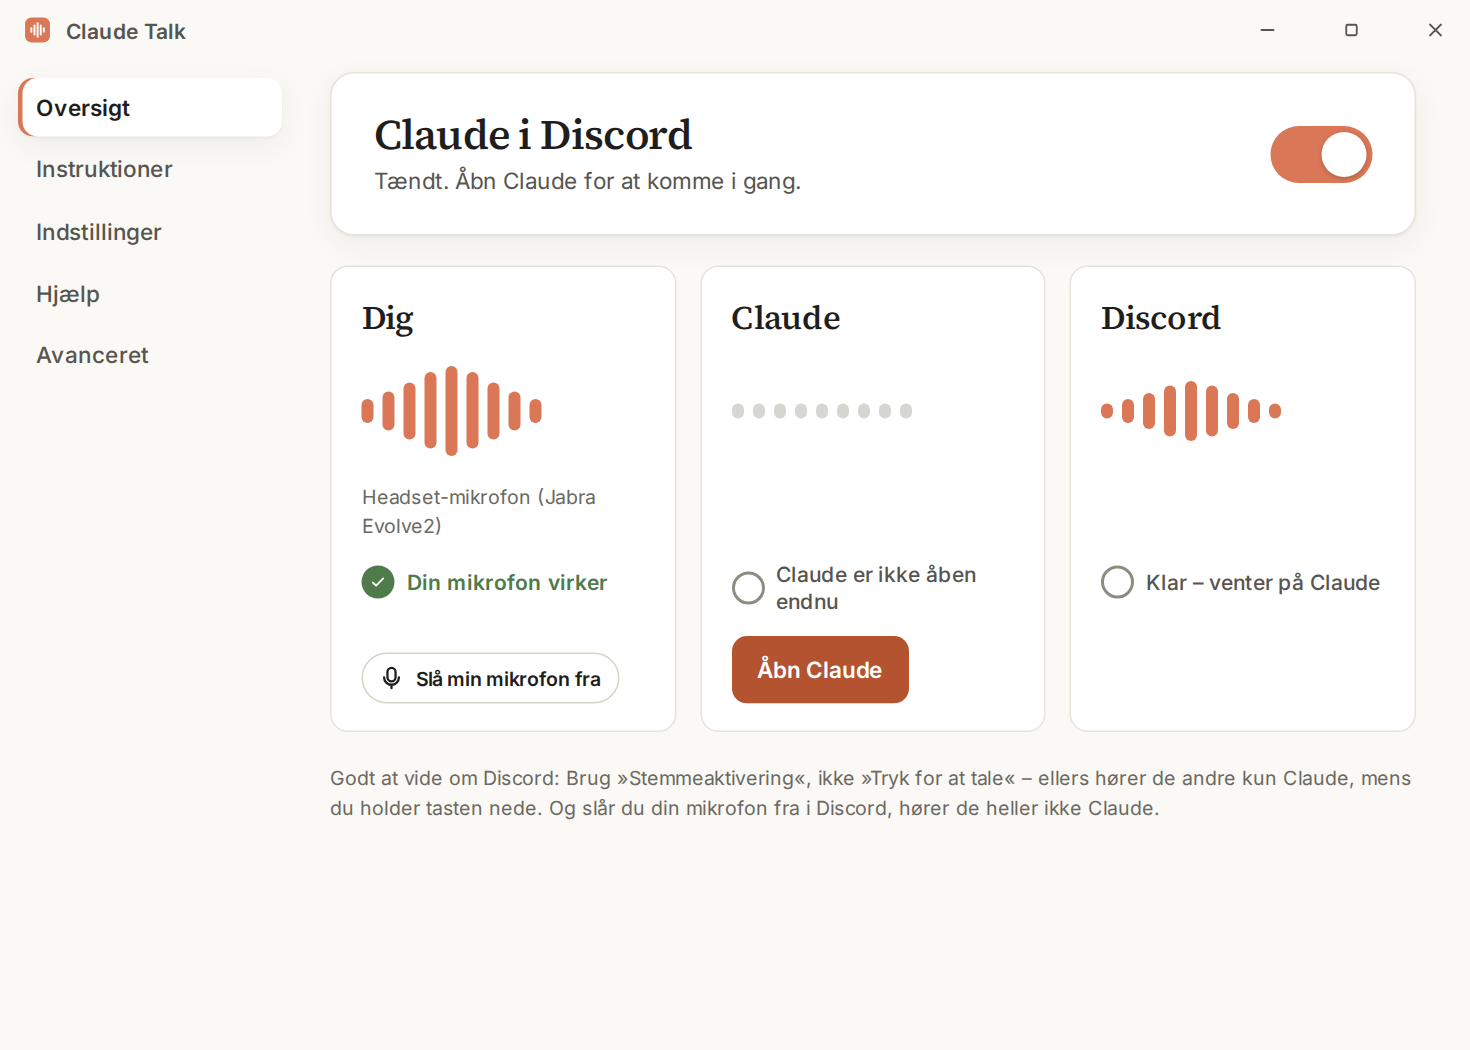 Claude Talk
Oversigt
Instruktioner
Indstillinger
Hjælp
Avanceret
Claude i Discord
Tændt. Åbn Claude for at komme i gang.
Dig
Headset-mikrofon (Jabra
Evolve2)
Din mikrofon virker
Slå min mikrofon fra
Claude
Claude er ikke åben
endnu
Åbn Claude
Discord
Klar – venter på Claude
Godt at vide om Discord: Brug »Stemmeaktivering«, ikke »Tryk for at tale« – ellers hører de andre kun Claude, mens
du holder tasten nede. Og slår du din mikrofon fra i Discord, hører de heller ikke Claude.